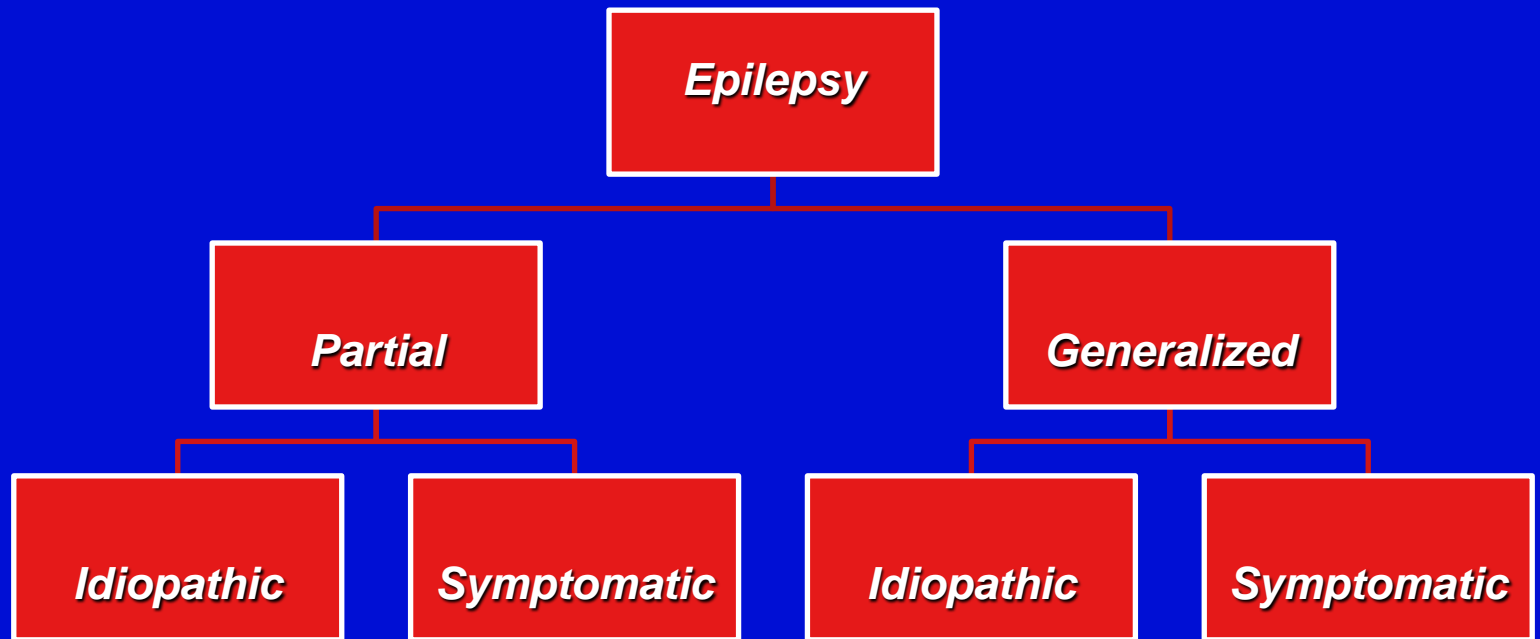 Epilepsy
Partial
Generalized
Idiopathic
Symptomatic
Idiopathic
Symptomatic